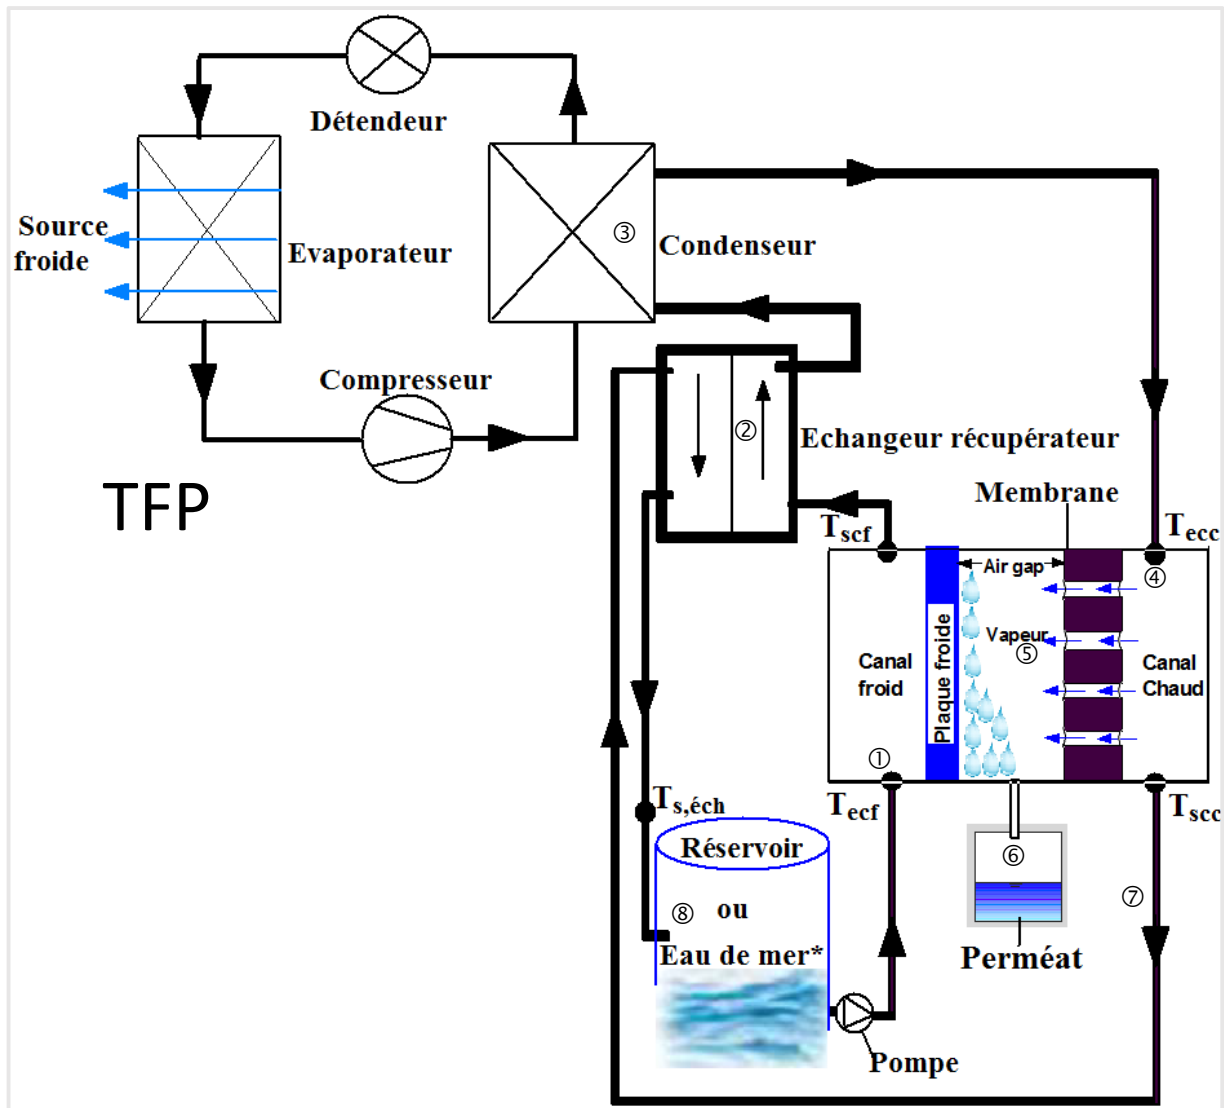 Détendeur
Source
froide
Evaporateur
③
Condenseur
Compresseur
②
Echangeur récupérateur
TFP
Membrane
Tscf
Tecc
Air gap
④
Vapeur
⑤
Canal
froid
Plaque froide
Canal
Chaud
①
Ts,éch
Tecf
Tscc
Réservoir
⑥
⑦
⑧
ou
Eau de mer*
Perméat
Pompe